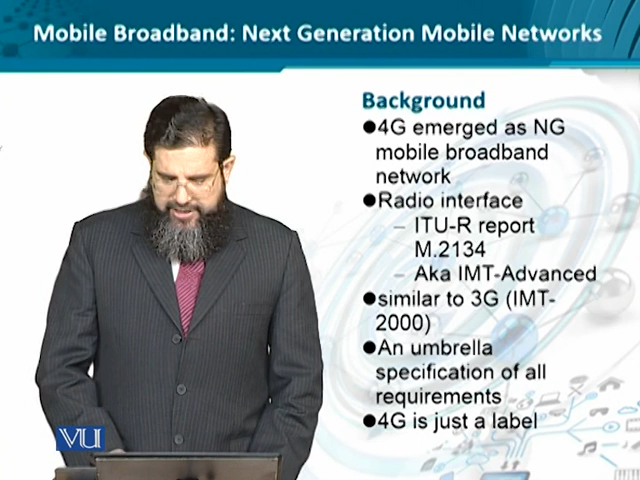 Mobile Broadband: Next Generation Mobile Networks
Background
●4G emerged as NG
mobile broadband
network
●Radio interface
– ITU-R report
M.2134
– Aka IMT-Advanced
●similar to 3G (IMT-
2000)
●An umbrella
specification of all
requirements
●4G is just a label
VU